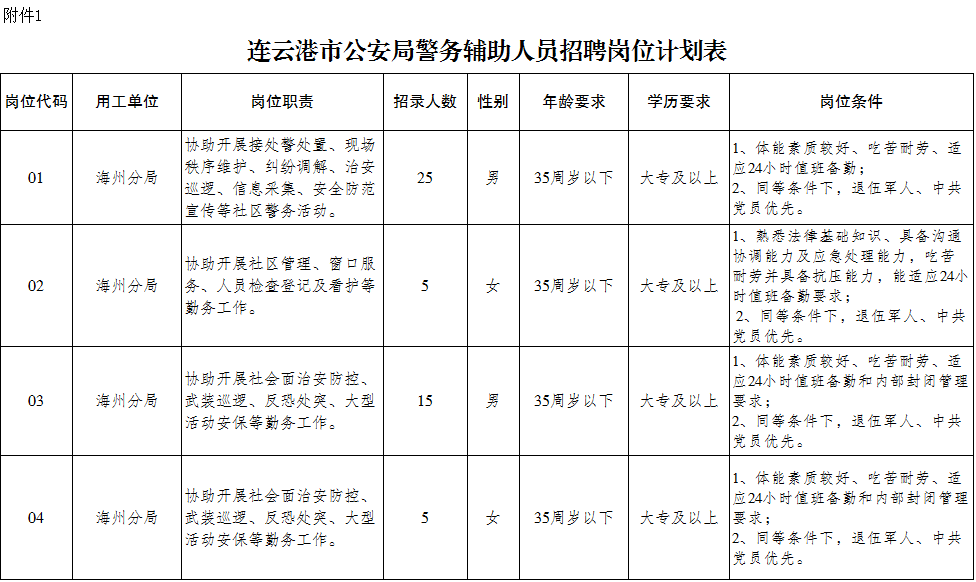 附件1
连云港市公安局警务辅助人员招聘岗位计划表
岗位代码 用工单位 岗位职责 招录人数 性别 年龄要求 学历要求 岗位条件
01 海州分局
协助开展接处警处置、现场
秩序维护、纠纷调解、治安
巡逻、信息采集、安全防范
宣传等社区警务活动。
25 男 35周岁以下 大专及以上
1、体能素质较好、吃苦耐劳、适
应24小时值班备勤；
2、同等条件下，退伍军人、中共
党员优先。
02 海州分局
协助开展社区管理、窗口服
务、人员检查登记及看护等
勤务工作。
5 女 35周岁以下 大专及以上
1、熟悉法律基础知识、具备沟通
协调能力及应急处理能力，吃苦
耐劳并具备抗压能力，能适应24小
时值班备勤要求；
2、同等条件下，退伍军人、中共
党员优先。
03 海州分局
协助开展社会面治安防控、
武装巡逻、反恐处突、大型
活动安保等勤务工作。
15 男 35周岁以下 大专及以上
1、体能素质较好、吃苦耐劳、适
应24小时值班备勤和内部封闭管理
要求；
2、同等条件下，退伍军人、中共
党员优先。
04 海州分局
协助开展社会面治安防控、
武装巡逻、反恐处突、大型
活动安保等勤务工作。
5 女 35周岁以下 大专及以上
1、体能素质较好、吃苦耐劳、适
应24小时值班备勤和内部封闭管理
要求；
2、同等条件下，退伍军人、中共
党员优先。